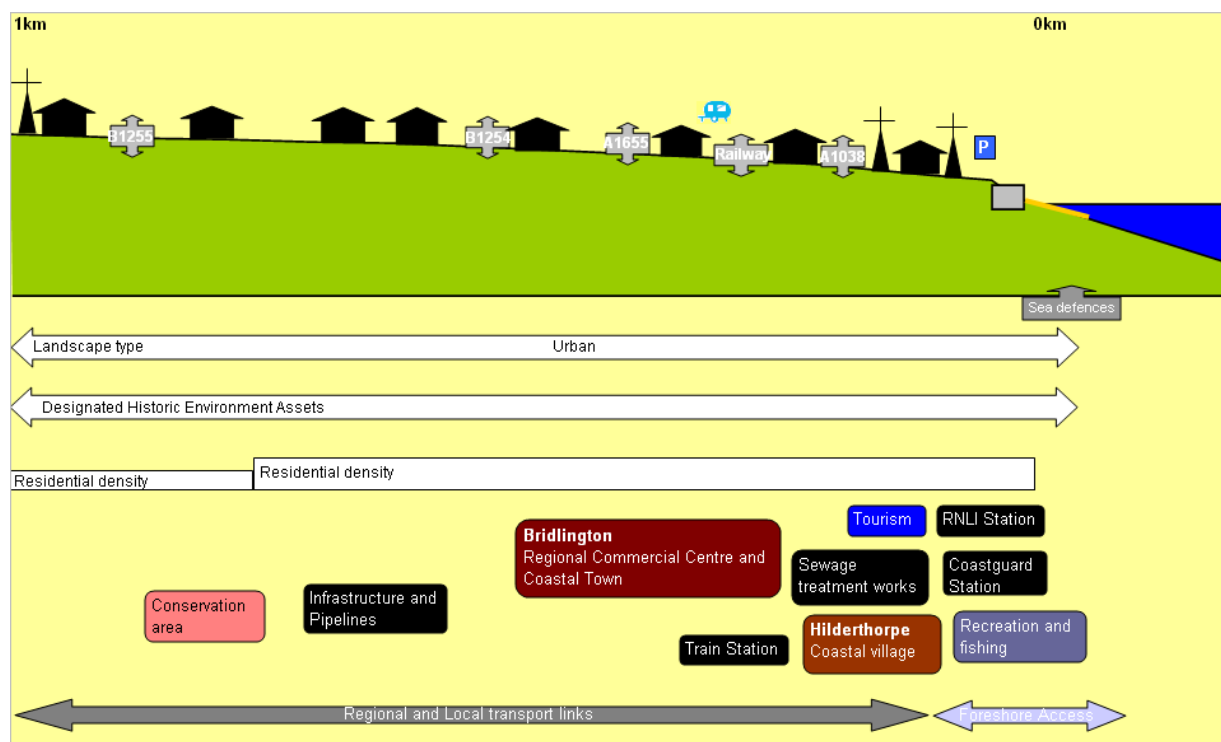 1km
0km
B1255
B1254
A1655
Railway
A1038
P
Sea defences
Landscape type
Urban
Designated Historic Environment Assets
Residential density
Residential density
Tourism
RNLI Station
Bridlington
Regional Commercial Centre and
Coastal Town
Sewage
treatment works
Coastguard
Station
Conservation
area
Infrastructure and
Pipelines
Train Station
Hilderthorpe
Coastal village
Recreation and
fishing
Regional and Local transport links
Foreshore Access